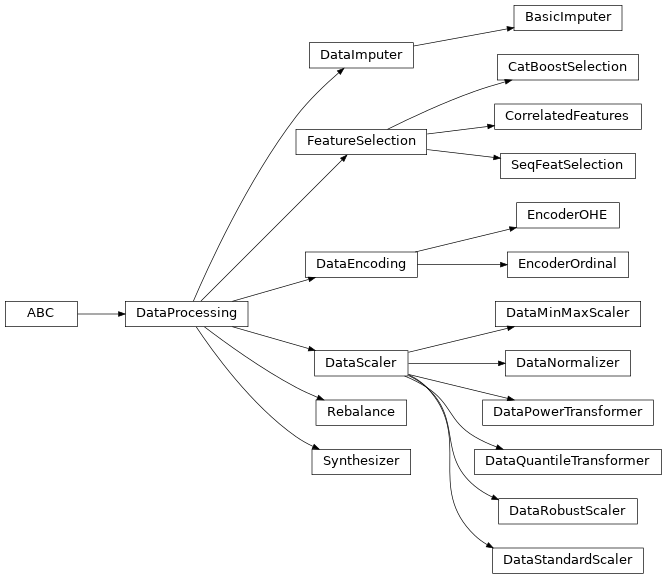 BasicImputer
DataImputer
CatBoostSelection
CorrelatedFeatures
FeatureSelection
SeqFeatSelection
EncoderOHE
DataEncoding
EncoderOrdinal
ABC
DataProcessing
DataMinMaxScaler
DataScaler
DataNormalizer
Rebalance
DataPowerTransformer
Synthesizer
DataQuantileTransformer
DataRobustScaler
DataStandardScaler